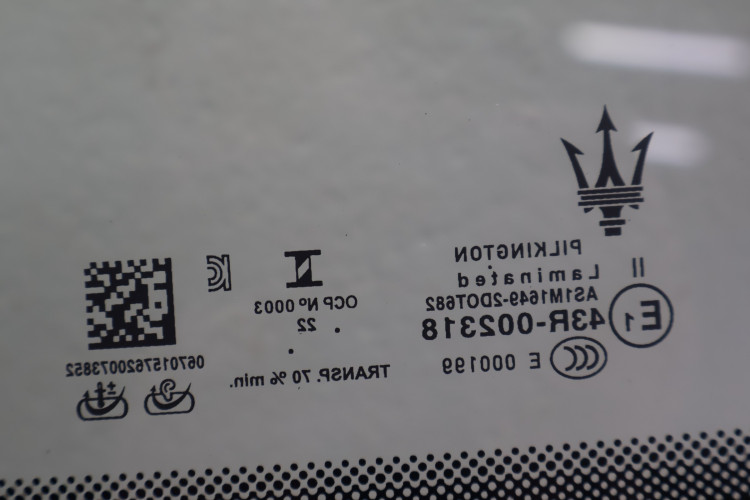 PILKINGTON
II Laminated
AS1M1649-2DOT682
E1 43R-002318
CCC E 000199
OCP Nº 0003
22
TRANSP. 70 % min.
0670157620073852